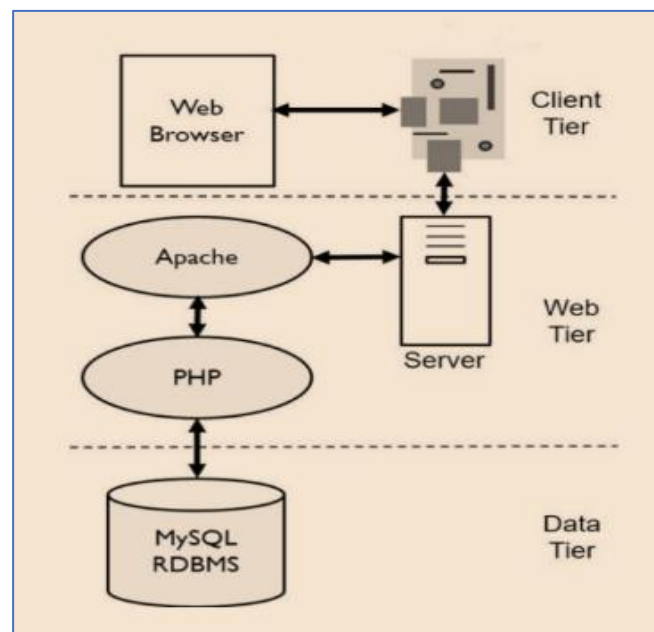 Web
Browser
Client
Tier
Apache
Server
Web
Tier
PHP
MySQL
RDBMS
Data
Tier